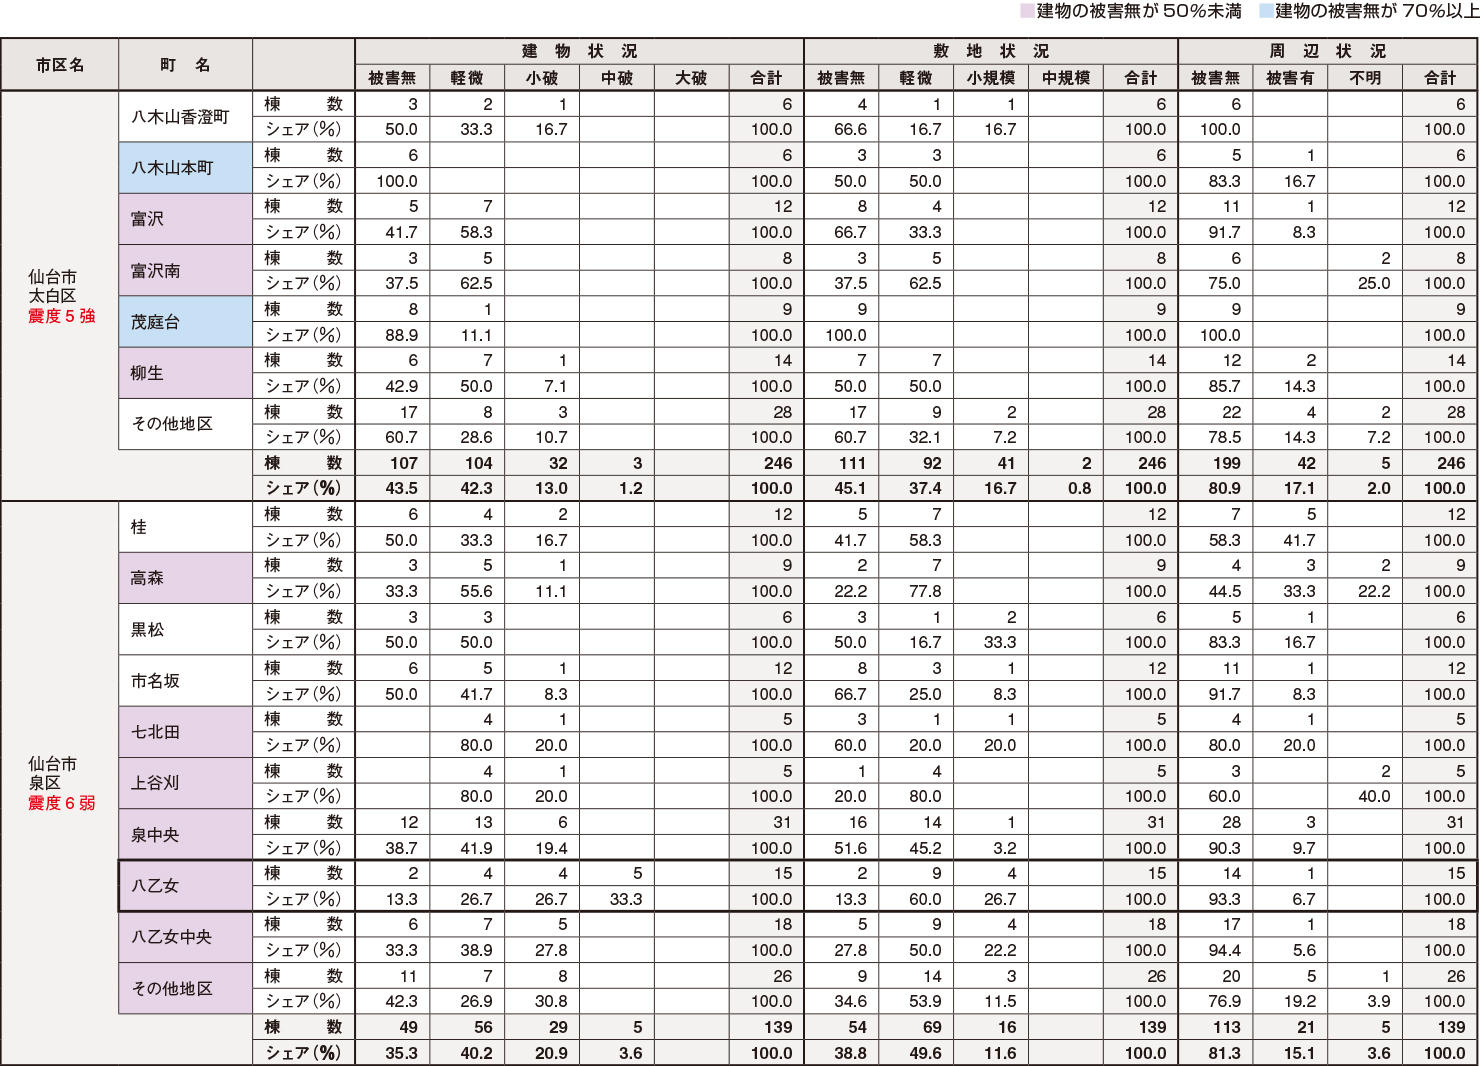 建物の被害無が50%未満 建物の被害無が70%以上
市区名 町名 建物状況 敷地状況 周辺状況
被害無 軽微 小破 中破 大破 合計 被害無 軽微 小規模 中規模 合計 被害無 被害有 不明 合計
仙台市
太白区
震度5強
八木山香澄町
棟数 3 2 1 6 4 1 1 6 6 6
シェア(%) 50.0 33.3 16.7 100.0 66.6 16.7 16.7 100.0 100.0 100.0
八木山本町
棟数 6 6 3 3 6 5 1 6
シェア(%) 100.0 100.0 50.0 50.0 100.0 83.3 16.7 100.0
富沢
棟数 5 7 12 8 4 12 11 1 12
シェア(%) 41.7 58.3 100.0 66.7 33.3 100.0 91.7 8.3 100.0
富沢南
棟数 3 5 8 3 5 8 6 2 8
シェア(%) 37.5 62.5 100.0 37.5 62.5 100.0 75.0 25.0 100.0
茂庭台
棟数 8 1 9 9 9 9 9
シェア(%) 88.9 11.1 100.0 100.0 100.0 100.0 100.0
柳生
棟数 6 7 1 14 7 7 14 12 2 14
シェア(%) 42.9 50.0 7.1 100.0 50.0 50.0 100.0 85.7 14.3 100.0
その他地区
棟数 17 8 3 28 17 9 2 28 22 4 2 28
シェア(%) 60.7 28.6 10.7 100.0 60.7 32.1 7.2 100.0 78.5 14.3 7.2 100.0
棟数 107 104 32 3 246 111 92 41 2 246 199 42 5 246
シェア(%) 43.5 42.3 13.0 1.2 100.0 45.1 37.4 16.7 0.8 100.0 80.9 17.1 2.0 100.0
仙台市
泉区
震度6弱
桂
棟数 6 4 2 12 5 7 12 7 5 12
シェア(%) 50.0 33.3 16.7 100.0 41.7 58.3 100.0 58.3 41.7 100.0
高森
棟数 3 5 1 9 2 7 9 4 3 2 9
シェア(%) 33.3 55.6 11.1 100.0 22.2 77.8 100.0 44.5 33.3 22.2 100.0
黒松
棟数 3 3 6 3 1 2 6 5 1 6
シェア(%) 50.0 50.0 100.0 50.0 16.7 33.3 100.0 83.3 16.7 100.0
市名坂
棟数 6 5 1 12 8 3 1 12 11 1 12
シェア(%) 50.0 41.7 8.3 100.0 66.7 25.0 8.3 100.0 91.7 8.3 100.0
七北田
棟数 4 1 5 3 1 1 5 4 1 5
シェア(%) 80.0 20.0 100.0 60.0 20.0 20.0 100.0 80.0 20.0 100.0
上谷刈
棟数 4 1 5 1 4 5 3 2 5
シェア(%) 80.0 20.0 100.0 20.0 80.0 100.0 60.0 40.0 100.0
泉中央
棟数 12 13 6 31 16 14 1 31 28 3 31
シェア(%) 38.7 41.9 19.4 100.0 51.6 45.2 3.2 100.0 90.3 9.7 100.0
八乙女
棟数 2 4 4 5 15 2 9 4 15 14 1 15
シェア(%) 13.3 26.7 26.7 33.3 100.0 13.3 60.0 26.7 100.0 93.3 6.7 100.0
八乙女中央
棟数 6 7 5 18 5 9 4 18 17 1 18
シェア(%) 33.3 38.9 27.8 100.0 27.8 50.0 22.2 100.0 94.4 5.6 100.0
その他地区
棟数 11 7 8 26 9 14 3 26 20 5 1 26
シェア(%) 42.3 26.9 30.8 100.0 34.6 53.9 11.5 100.0 76.9 19.2 3.9 100.0
棟数 49 56 29 5 139 54 69 16 139 113 21 5 139
シェア(%) 35.3 40.2 20.9 3.6 100.0 38.8 49.6 11.6 100.0 81.3 15.1 3.6 100.0